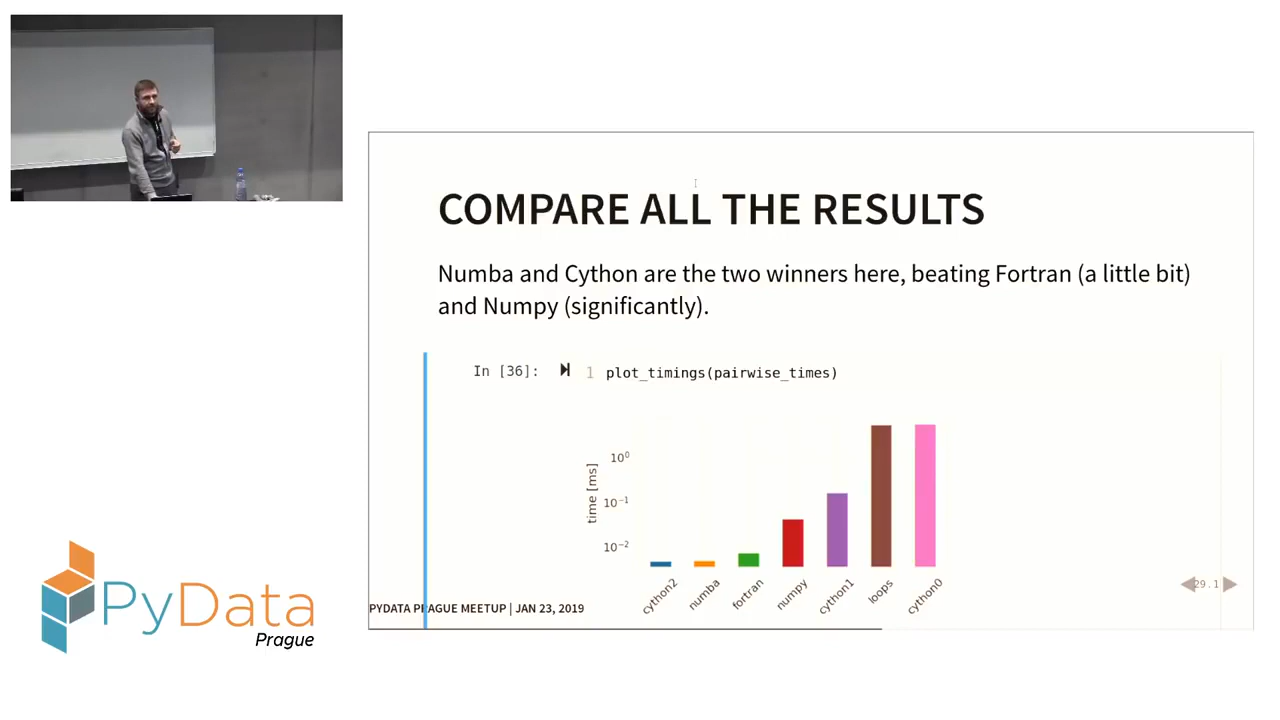 COMPARE ALL THE RESULTS
Numba and Cython are the two winners here, beating Fortran (a little bit)
and Numpy (significantly).
In [36]:
1 plot_timings(pairwise_times)
time [ms]
10⁰
10⁻¹
10⁻²
cython2
numba
fortran
numpy
cython1
loops
cython0
29.1
PYDATA PRAGUE MEETUP | JAN 23, 2019
PyData
Prague